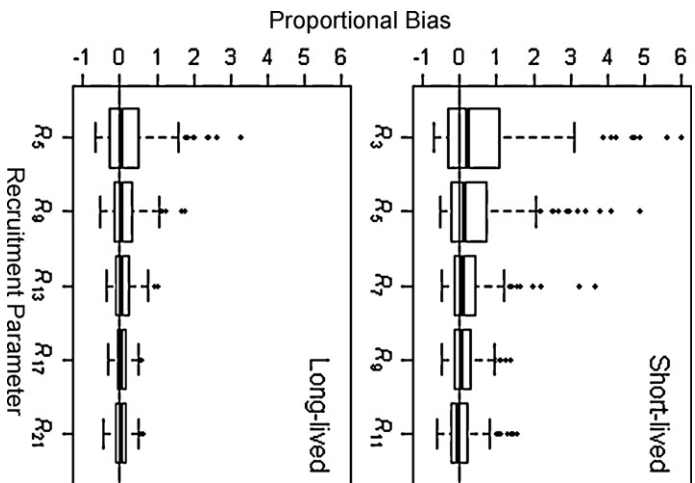 Proportional Bias
-1 0 1 2 3 4 5 6
-1 0 1 2 3 4 5 6
R5
R9
R13
R17
R21
Recruitment Parameter
Long-lived
R3
R5
R7
R9
R11
Short-lived